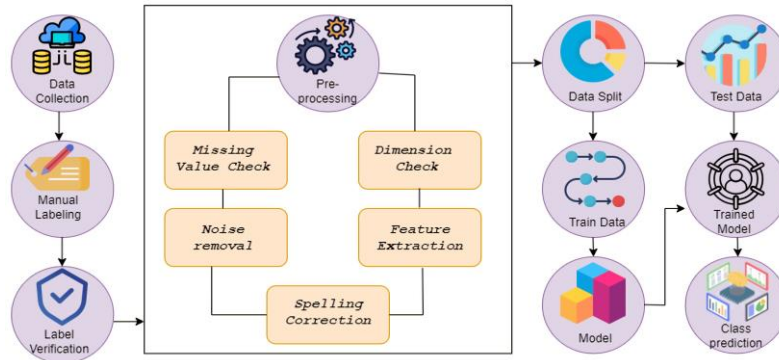 Data
Collection
Manual
Labeling
Label
Verification
Pre-
processing
Missing
Value Check
Noise
removal
Spelling
Correction
Dimension
Check
Feature
Extraction
Data Split
Train Data
Model
Test Data
Trained
Model
Class
prediction